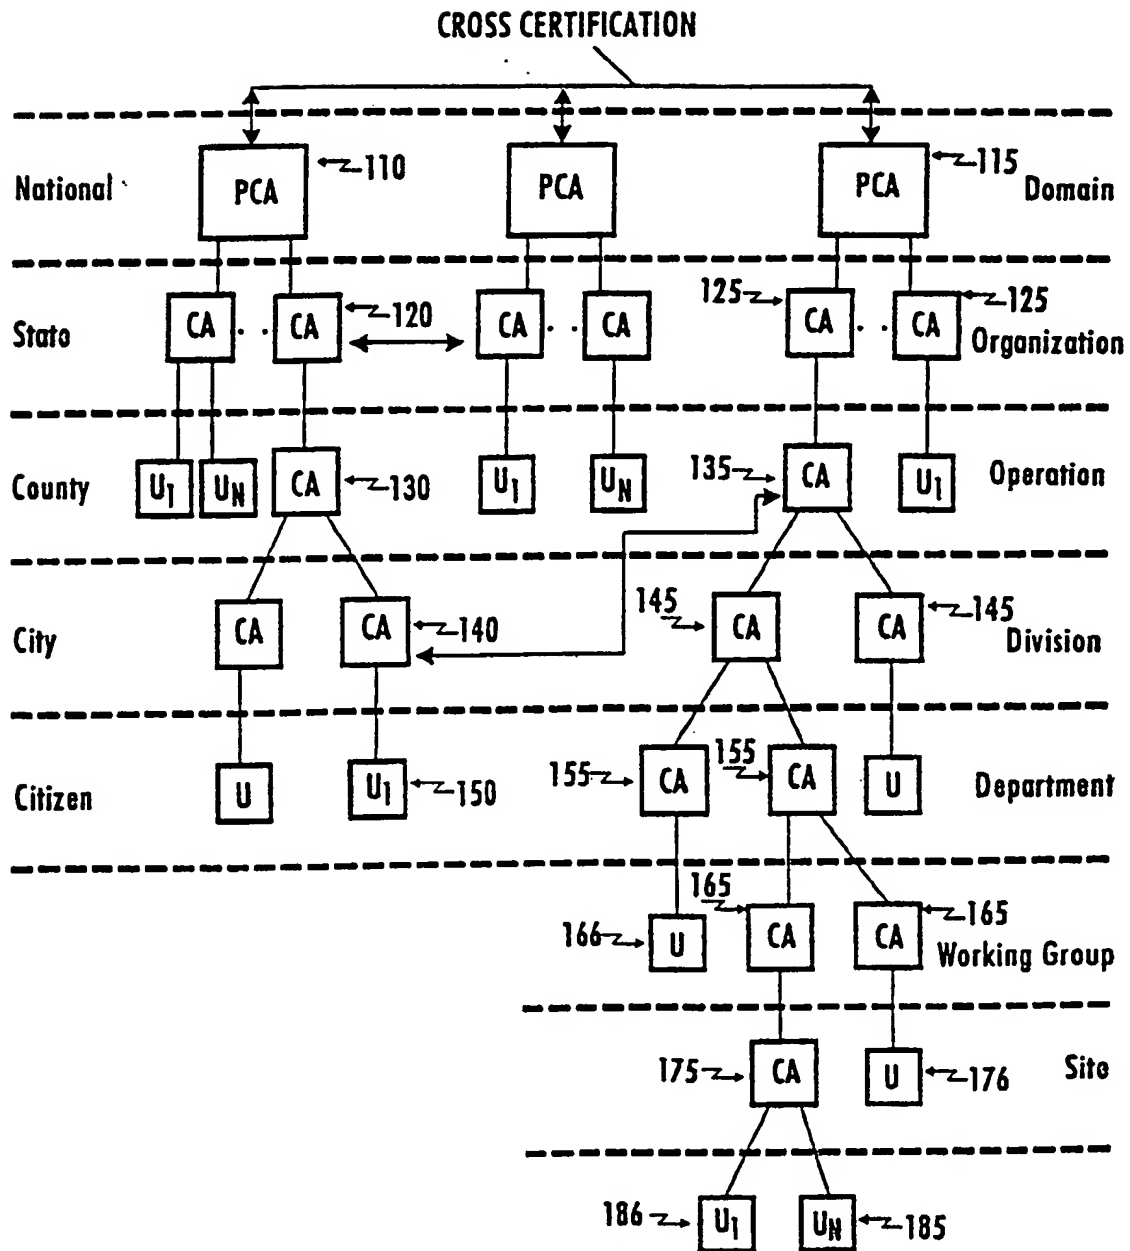 CROSS CERTIFICATION
National PCA 110 PCA PCA 115 Domain
125 125
State CA . . CA 120 CA . . CA CA . . CA Organization
County U1 UN CA 130 U1 UN 135 CA U1 Operation
145 145
City CA CA 140 CA CA Division
155 155
Citizen U U1 150 CA CA U Department
165 165
166 U CA CA Working Group
175 CA U 176 Site
186 U1 UN 185